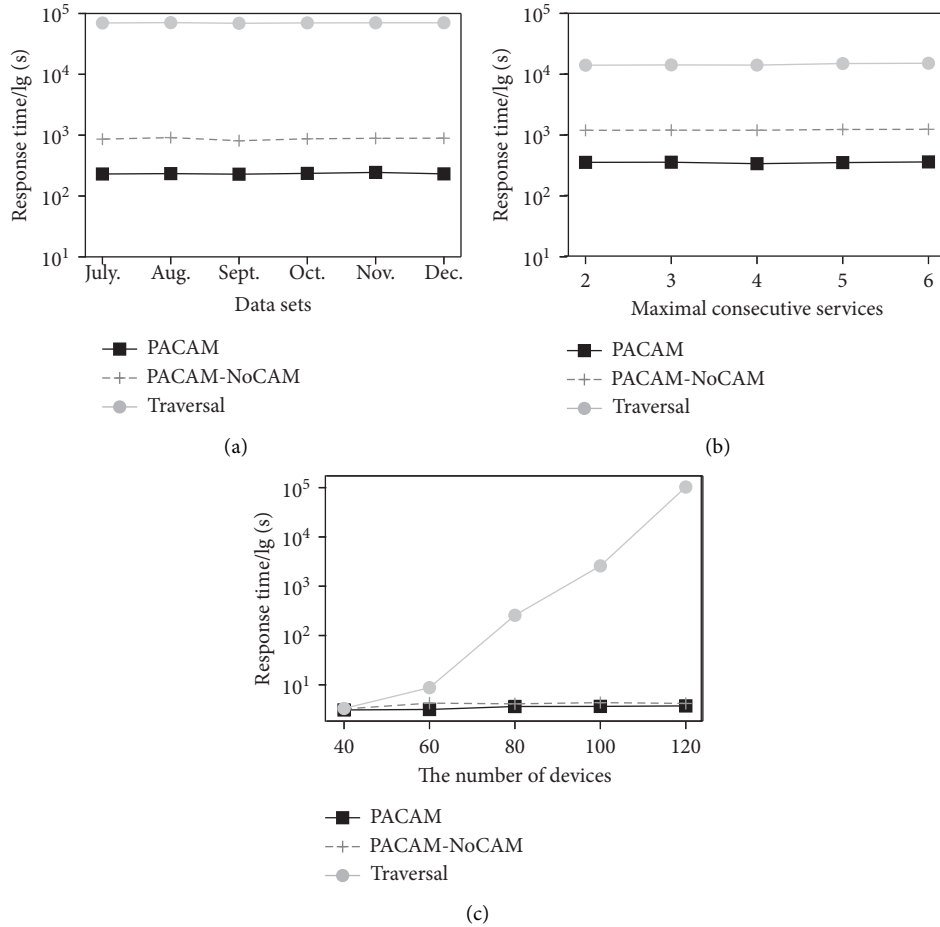 Response time/lg (s)
10^5
10^4
10^3
10^2
10^1
July. Aug. Sept. Oct. Nov. Dec.
Data sets
PACAM
PACAM-NoCAM
Traversal
(a)
Response time/lg (s)
10^5
10^4
10^3
10^2
10^1
2 3 4 5 6
Maximal consecutive services
PACAM
PACAM-NoCAM
Traversal
(b)
Response time/lg (s)
10^5
10^4
10^3
10^2
10^1
40 60 80 100 120
The number of devices
PACAM
PACAM-NoCAM
Traversal
(c)